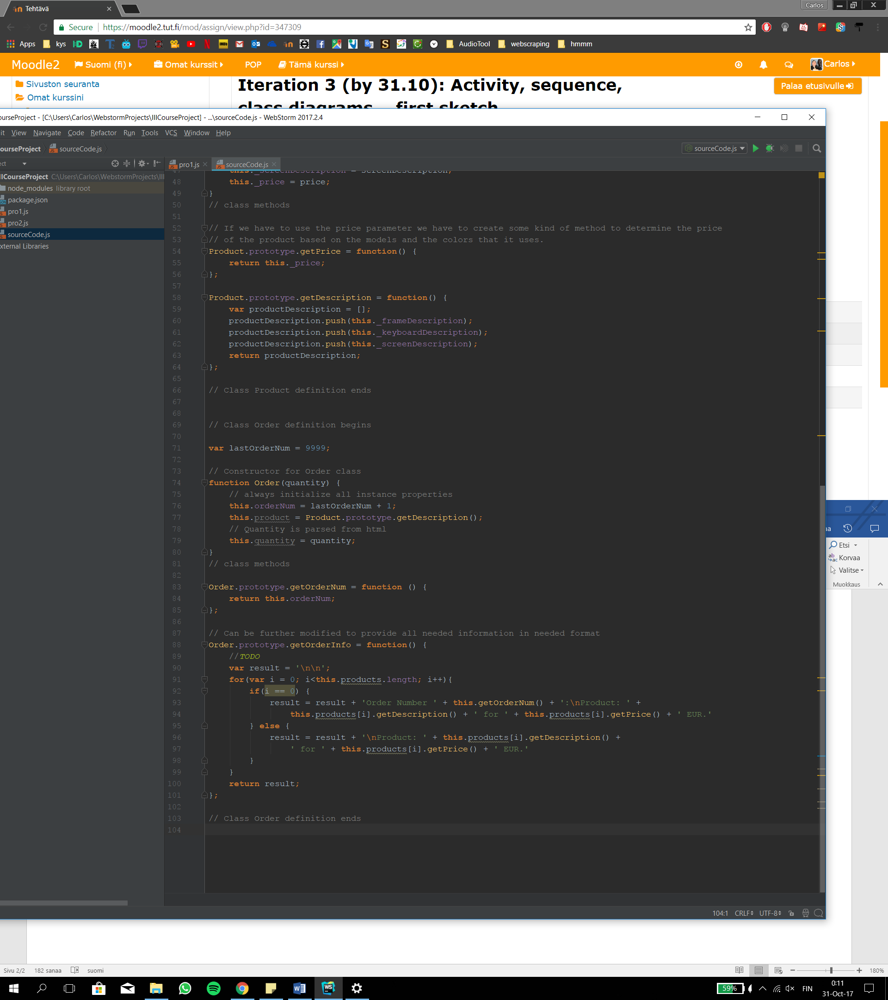 Tehtävä
Carlos
Secure
https://moodle2.tut.fi/mod/assign/view.php?id=347309
Apps kys AudioTool webscraping hmmm
Moodle2 Suomi (fi) Omat kurssit POP Tämä kurssi Carlos
Sivuston seuranta
Omat kurssini
Iteration 3 (by 31.10): Activity, sequence,
class diagrams first sketch
Palaa etusivulle
ourseProject - [C:\Users\Carlos\WebstormProjects\IIICourseProject] - ...\sourceCode.js - WebStorm 2017.2.4
it View Navigate Code Refactor Run Tools VCS Window Help
ourseProject sourceCode.js
sourceCode.js
ect
pro1.js sourceCode.js
IICourseProject C:\Users\Carlos\WebstormProjects\III
node_modules library root
package.json
pro1.js
pro2.js
sourceCode.js
xternal Libraries
47 this._screenDescription = screenDescription;
48 this._price = price;
49 }
50 // class methods
51
52 // If we have to use the price parameter we have to create some kind of method to determine the price
53 // of the product based on the models and the colors that it uses.
54 Product.prototype.getPrice = function() {
55 return this._price;
56 };
57
58 Product.prototype.getDescription = function() {
59 var productDescription = [];
60 productDescription.push(this._frameDescription);
61 productDescription.push(this._keyboardDescription);
62 productDescription.push(this._screenDescription);
63 return productDescription;
64 };
65
66 // Class Product definition ends
67
68
69 // Class Order definition begins
70
71 var lastOrderNum = 9999;
72
73 // Constructor for Order class
74 function Order(quantity) {
75 // always initialize all instance properties
76 this.orderNum = lastOrderNum + 1;
77 this.product = Product.prototype.getDescription();
78 // Quantity is parsed from html
79 this.quantity = quantity;
80 }
81 // class methods
82
83 Order.prototype.getOrderNum = function () {
84 return this.orderNum;
85 };
86
87 // Can be further modified to provide all needed information in needed format
88 Order.prototype.getOrderInfo = function() {
89 //TODO
90 var result = '\n\n';
91 for(var i = 0; i<this.products.length; i++){
92 if(i == 0) {
93 result = result + 'Order Number ' + this.getOrderNum() + ':\nProduct: ' +
94 this.products[i].getDescription() + ' for ' + this.products[i].getPrice() + ' EUR.'
95 } else {
96 result = result + '\nProduct: ' + this.products[i].getDescription() +
97 ' for ' + this.products[i].getPrice() + ' EUR.'
98 }
99 }
100 return result;
101 };
102
103 // Class Order definition ends
104
aa
Etsi
Korvaa
Valitse
Muokkaus
104:1 CRLF UTF-8
Sivu 2/2 182 sanaa suomi 180%
59% FIN 0:11
31-Oct-17